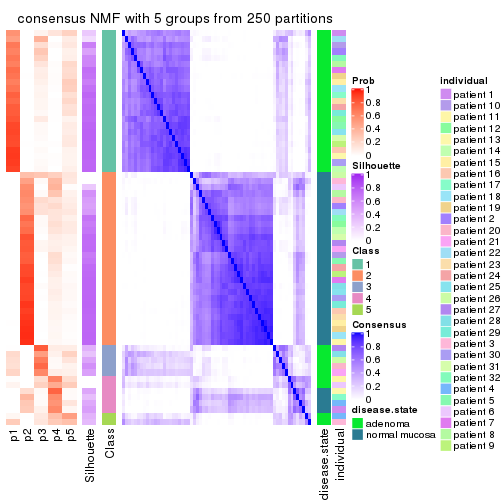 consensus NMF with 5 groups from 250 partitions
p1
p2
p3
p4
p5
Silhouette
Class
disease.state
individual
Prob
1
0.8
0.6
0.4
0.2
0
Silhouette
1
0.8
0.6
0.4
0.2
0
Class
1
2
3
4
5
Consensus
1
0.8
0.6
0.4
0.2
0
disease.state
adenoma
normal mucosa
individual
patient 1
patient 10
patient 11
patient 12
patient 13
patient 14
patient 15
patient 16
patient 17
patient 18
patient 19
patient 2
patient 20
patient 21
patient 22
patient 23
patient 24
patient 25
patient 26
patient 27
patient 28
patient 29
patient 3
patient 30
patient 31
patient 32
patient 4
patient 5
patient 6
patient 7
patient 8
patient 9